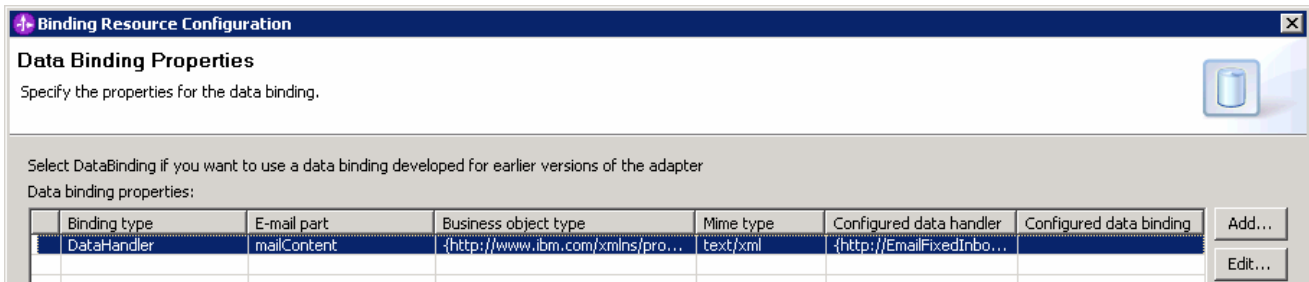 Binding Resource Configuration
Data Binding Properties
Specify the properties for the data binding.
Select DataBinding if you want to use a data binding developed for earlier versions of the adapter
Data binding properties:
Binding type E-mail part Business object type Mime type Configured data handler Configured data binding Add...
DataHandler mailContent {http://www.ibm.com/xmlns/pro... text/xml {http://EmailFixedInbo...
Edit...